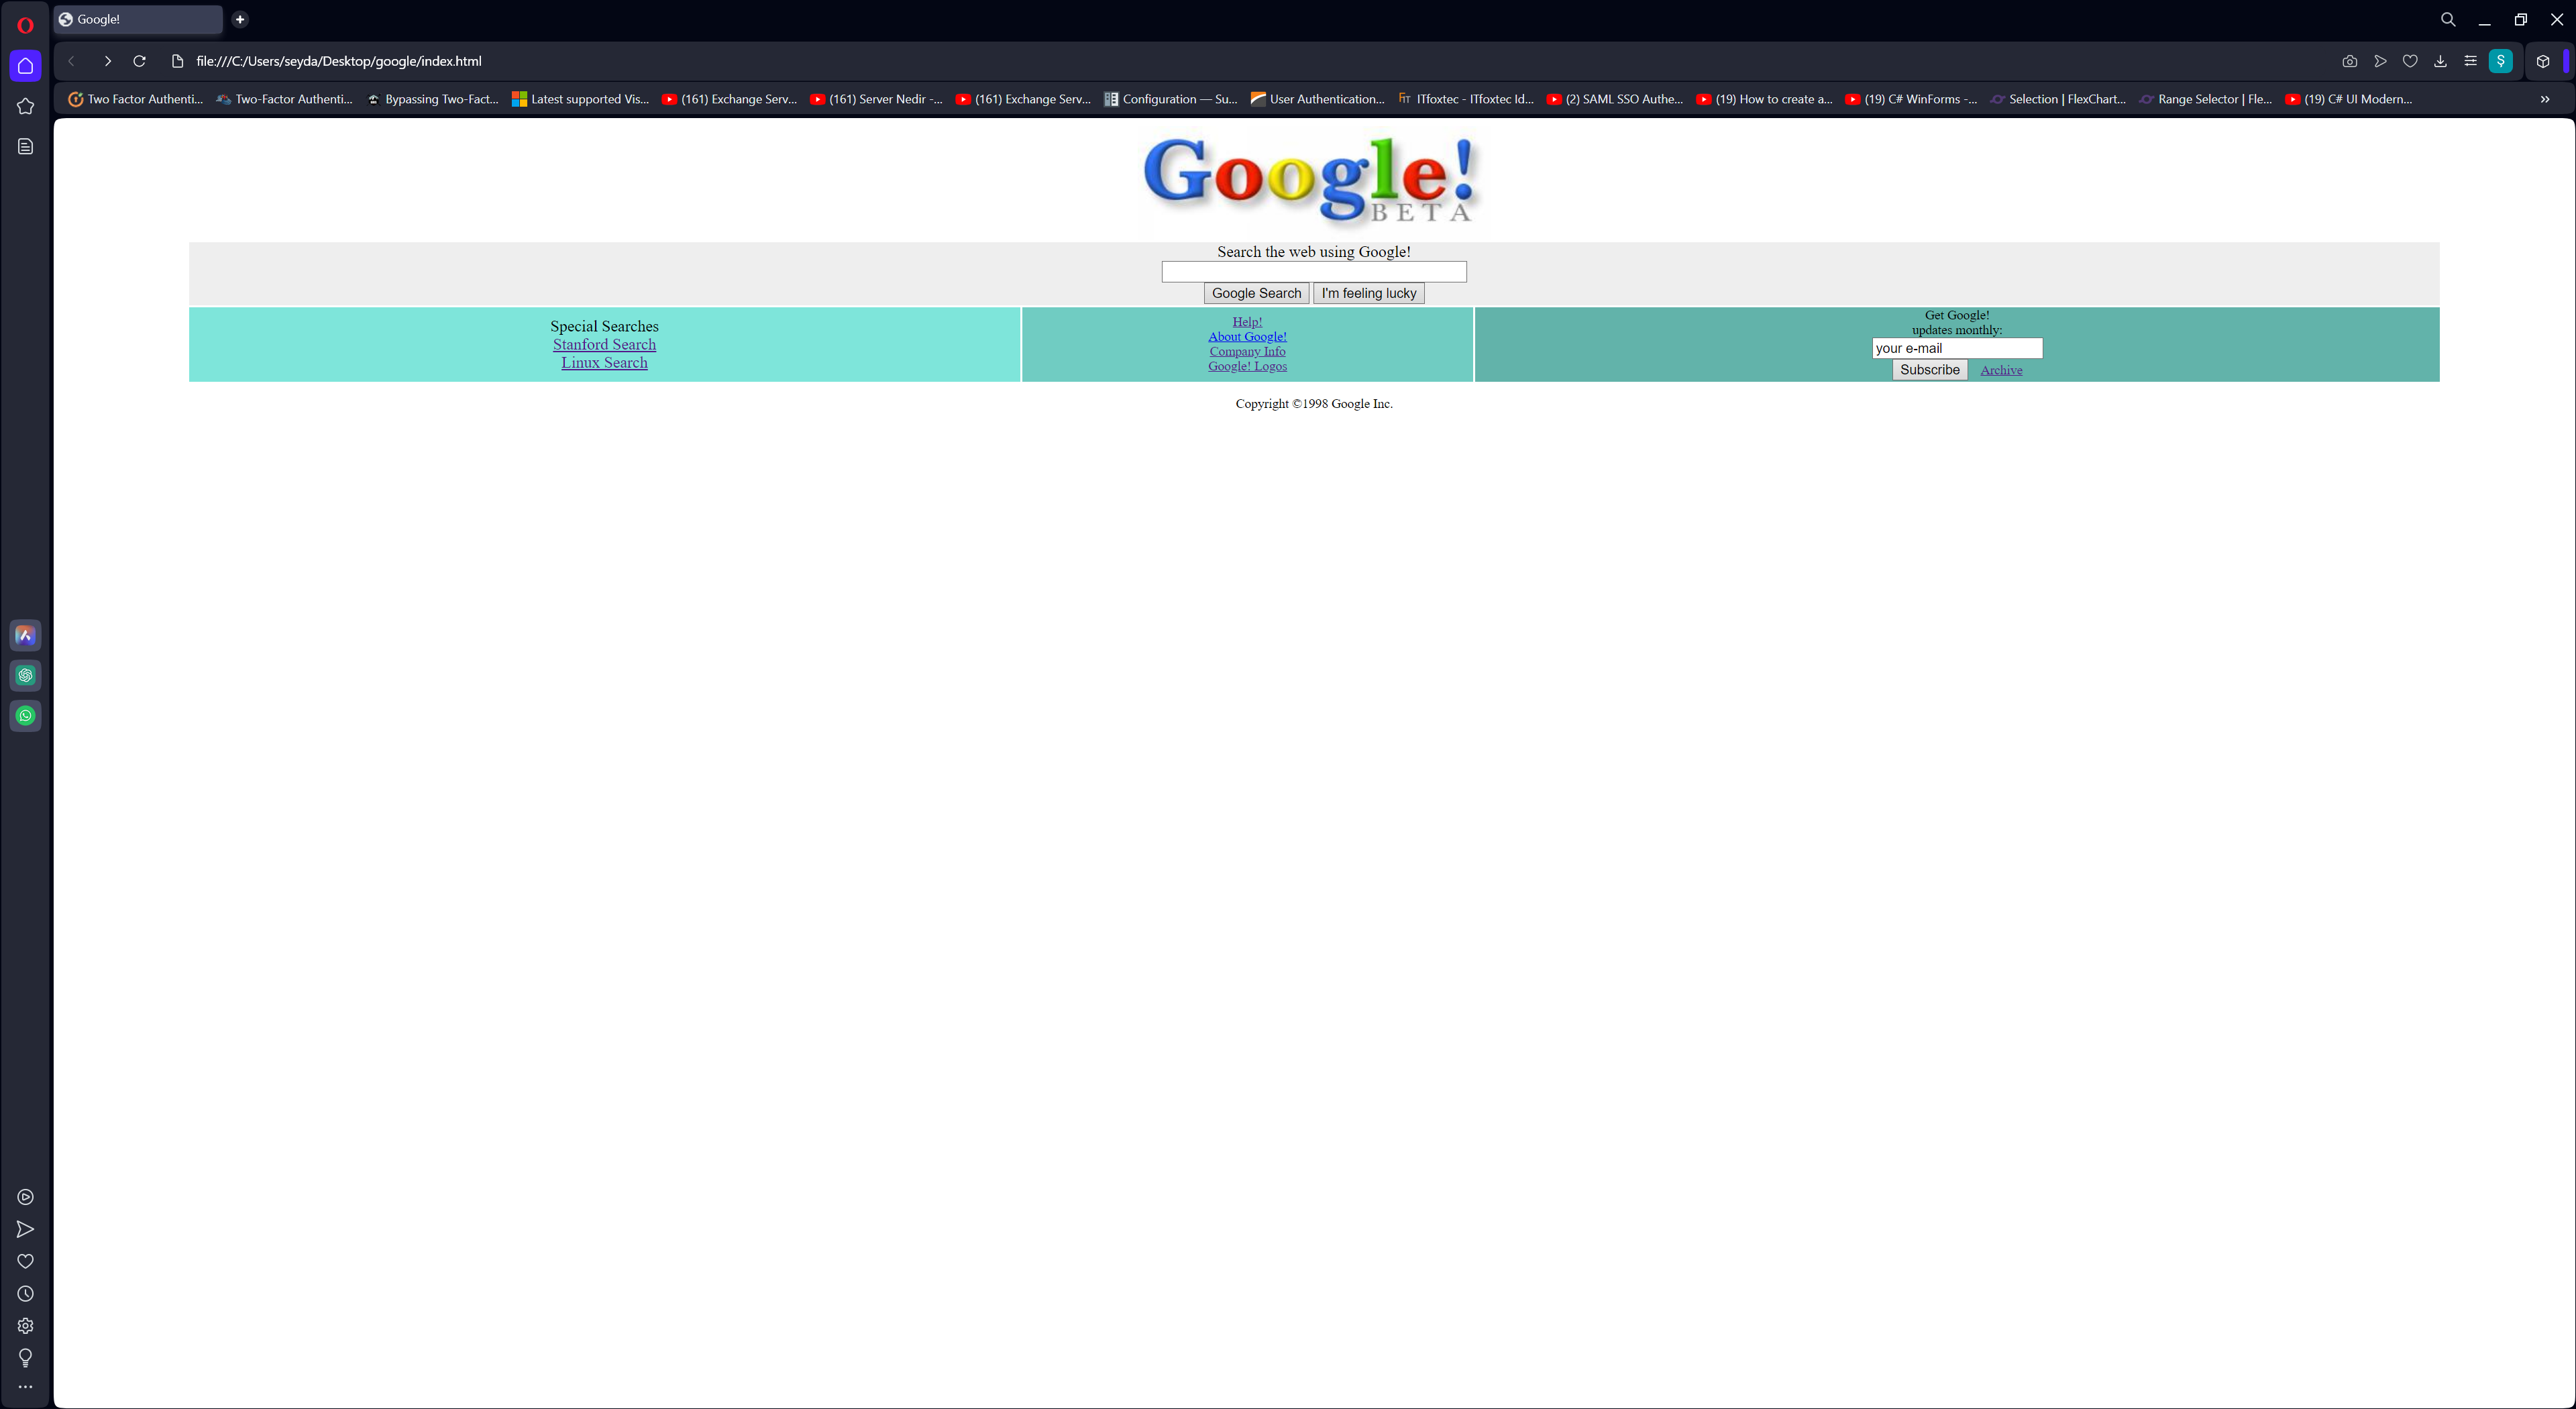 Google!
file:///C:/Users/seyda/Desktop/google/index.html
Ş
Two Factor Authenti...
Two-Factor Authenti...
Bypassing Two-Fact...
Latest supported Vis...
(161) Exchange Serv...
(161) Server Nedir -...
(161) Exchange Serv...
Configuration — Su...
User Authentication...
ITfoxtec - ITfoxtec Id...
(2) SAML SSO Authe...
(19) How to create a...
(19) C# WinForms -...
Selection | FlexChart...
Range Selector | Fle...
(19) C# UI Modern...
Google!
BETA
Search the web using Google!
Google Search
I'm feeling lucky
Special Searches
Stanford Search
Linux Search
Help!
About Google!
Company Info
Google! Logos
Get Google!
updates monthly:
your e-mail
Subscribe
Archive
Copyright ©1998 Google Inc.